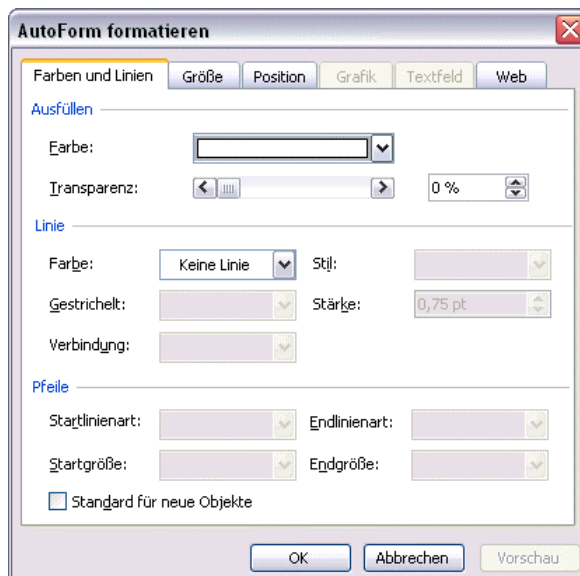 AutoForm formatieren
Farben und Linien Größe Position Grafik Textfeld Web
Ausfüllen
Farbe:
Transparenz: 0 %
Linie
Farbe: Keine Linie Stil:
Gestrichelt: Stärke: 0,75 pt
Verbindung:
Pfeile
Startlinienart: Endlinienart:
Startgröße: Endgröße:
Standard für neue Objekte
OK Abbrechen Vorschau